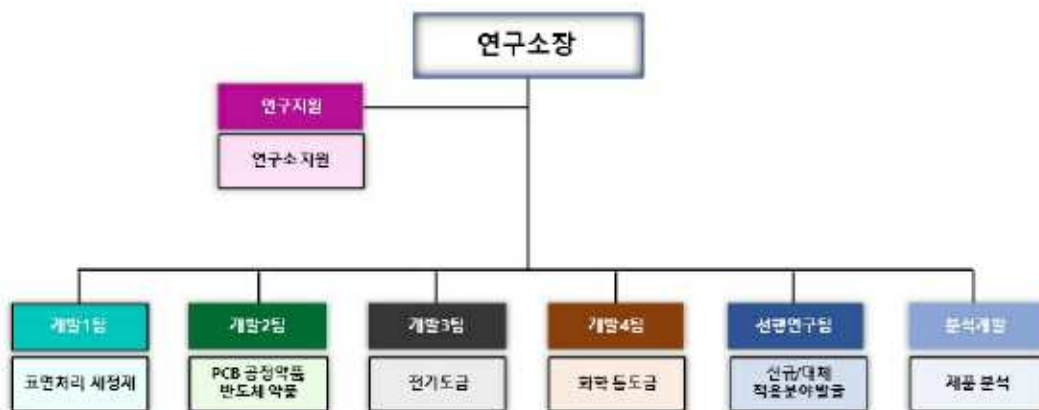 연구소장
연구지원
연구소 지원
개발1팀
개발2팀
개발3팀
개발4팀
선행연구팀
분석개발
표면처리 세정제
PCB 공정약품
반도체 약품
전기도금
화학 동도금
신규/대체
적용분야발굴
제품 분석